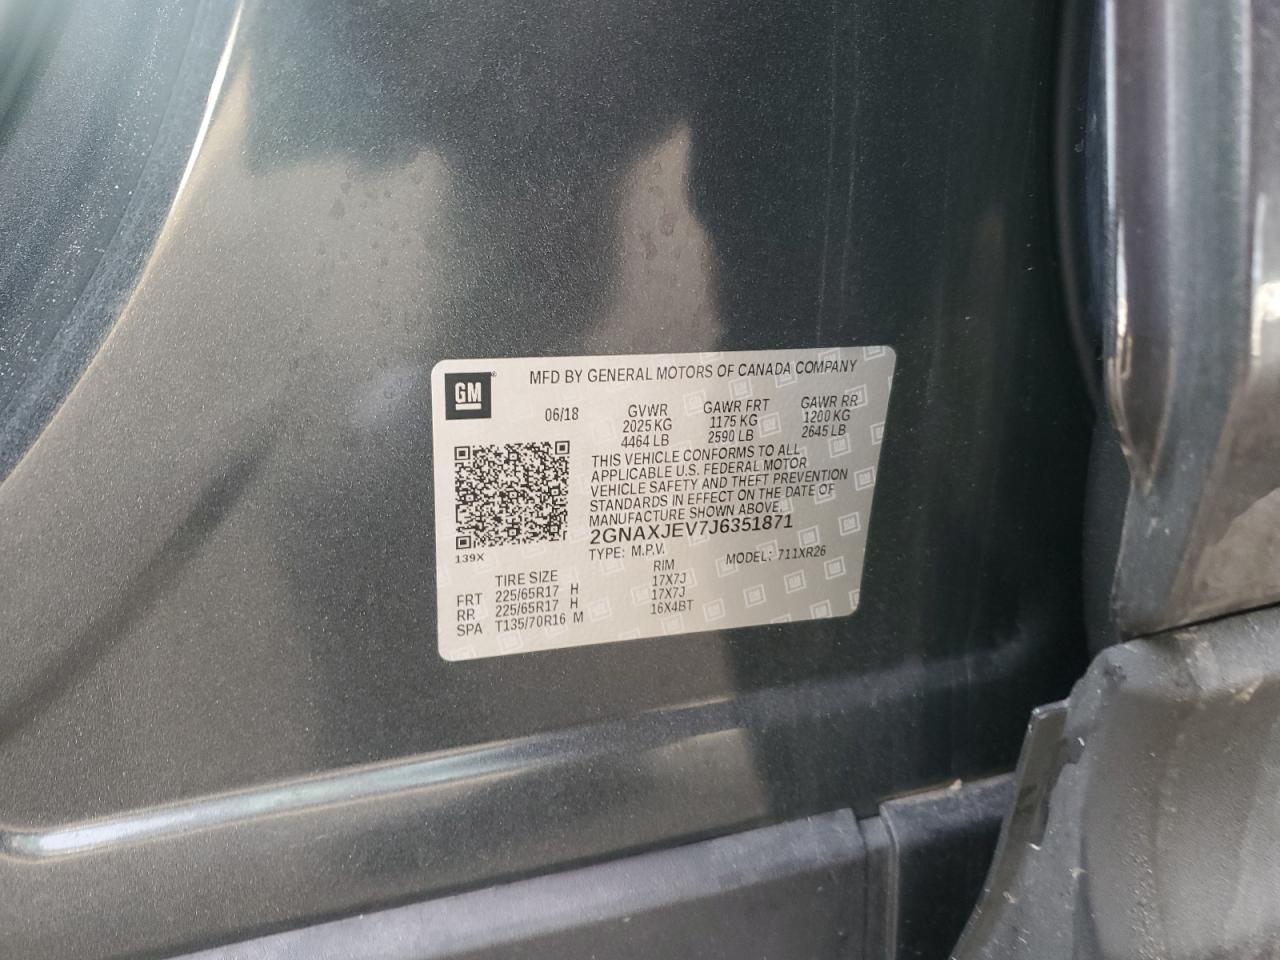 GM®
MFD BY GENERAL MOTORS OF CANADA COMPANY
06/18 GVWR GAWR FRT GAWR RR
2025 KG 1175 KG 1200 KG
4464 LB 2590 LB 2645 LB
THIS VEHICLE CONFORMS TO ALL
APPLICABLE U.S. FEDERAL MOTOR
VEHICLE SAFETY AND THEFT PREVENTION
STANDARDS IN EFFECT ON THE DATE OF
MANUFACTURE SHOWN ABOVE.
2GNAXJEV7J6351871
139X
TYPE: M.P.V. MODEL: 711XR26
TIRE SIZE RIM
FRT 225/65R17 H 17X7J
RR 225/65R17 H 17X7J
SPA T135/70R16 M 16X4BT